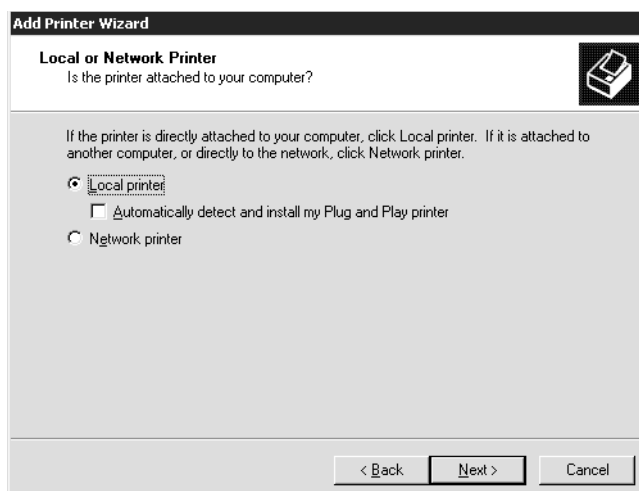 Add Printer Wizard
Local or Network Printer
Is the printer attached to your computer?
If the printer is directly attached to your computer, click Local printer. If it is attached to
another computer, or directly to the network, click Network printer.
Local printer
Automatically detect and install my Plug and Play printer
Network printer
< Back
Next >
Cancel